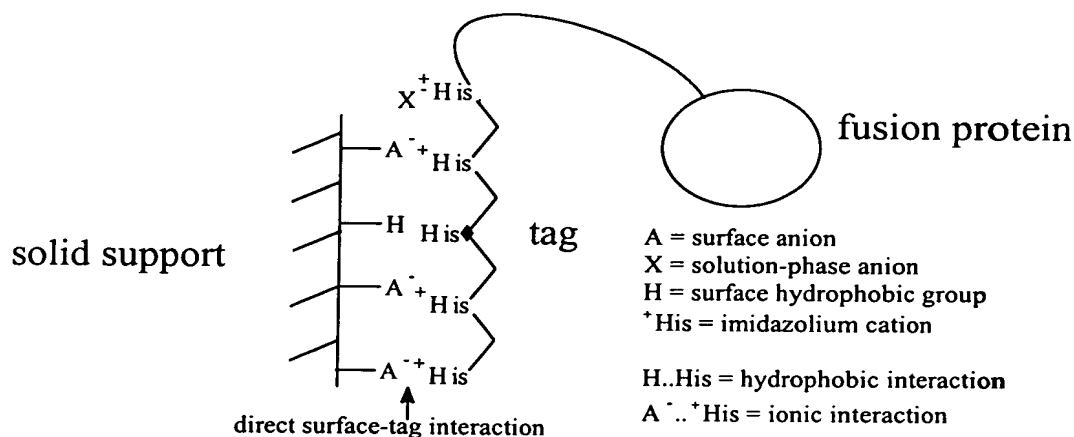 X -+ His
fusion protein
A -+ His
H His
tag
solid support
A = surface anion
X = solution-phase anion
H = surface hydrophobic group
+His = imidazolium cation
A -+ His
A -+ His
H..His = hydrophobic interaction
A -..+His = ionic interaction
direct surface-tag interaction